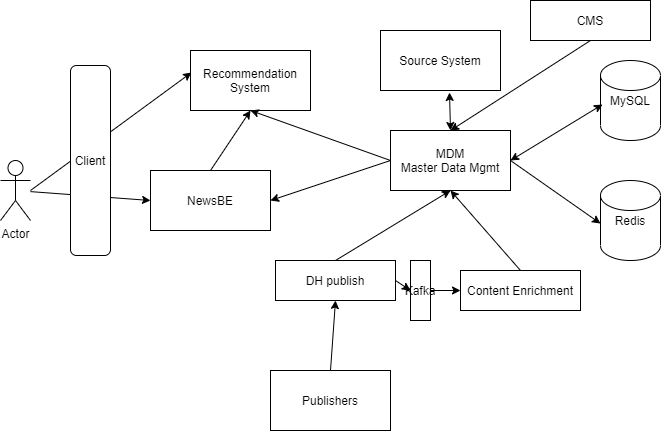 CMS
Source System
Recommendation
System
MySQL
Client
MDM
Master Data Mgmt
NewsBE
Redis
Actor
DH publish
Kafka
Content Enrichment
Publishers